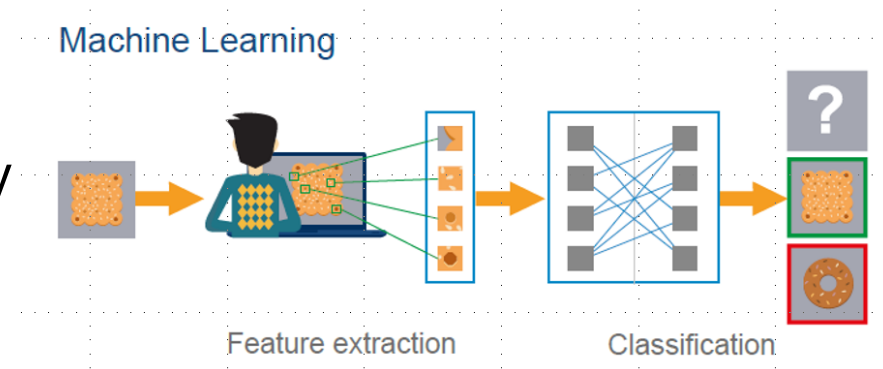 Machine Learning
y
?
Feature extraction
Classification